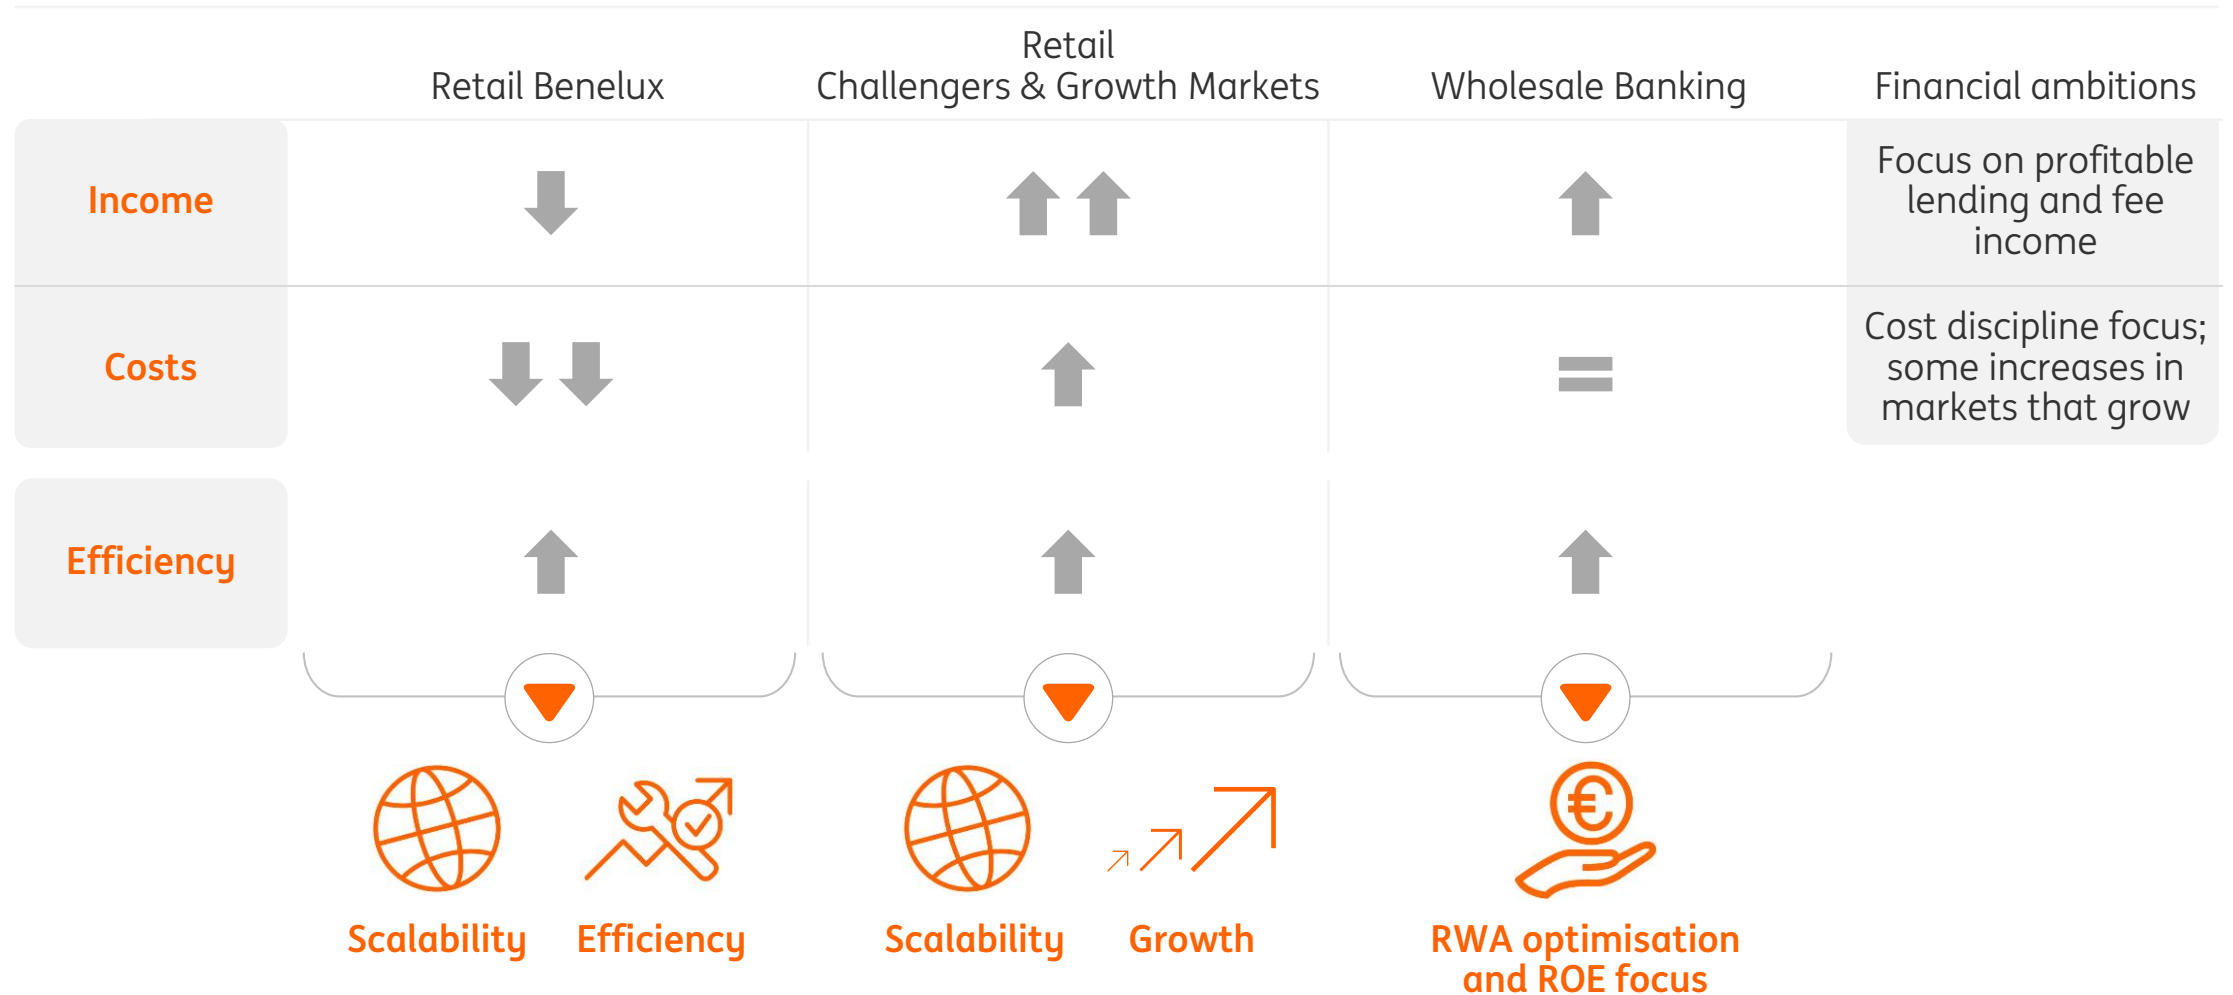 Retail Benelux
Retail
Challengers & Growth Markets
Wholesale Banking
Financial ambitions
Income
Focus on profitable
lending and fee
income
Costs
Cost discipline focus;
some increases in
markets that grow
Efficiency
Scalability
Efficiency
Scalability
Growth
RWA optimisation
and ROE focus